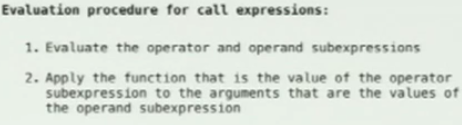 Evaluation procedure for call expressions:
1. Evaluate the operator and operand subexpressions
2. Apply the function that is the value of the operator
subexpression to the arguments that are the values of
the operand subexpression